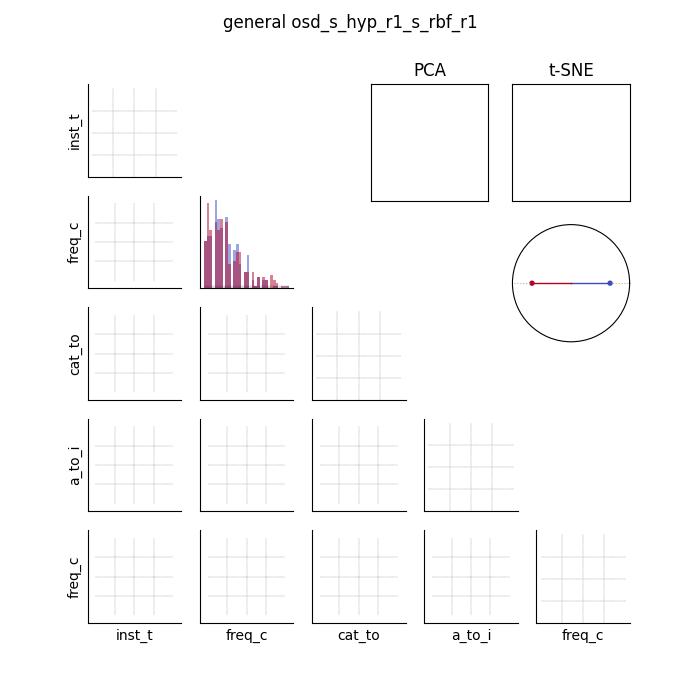 general osd_s_hyp_r1_s_rbf_r1
PCA
t-SNE
inst_t
freq_c
cat_to
a_to_i
freq_c
inst_t
freq_c
cat_to
a_to_i
freq_c